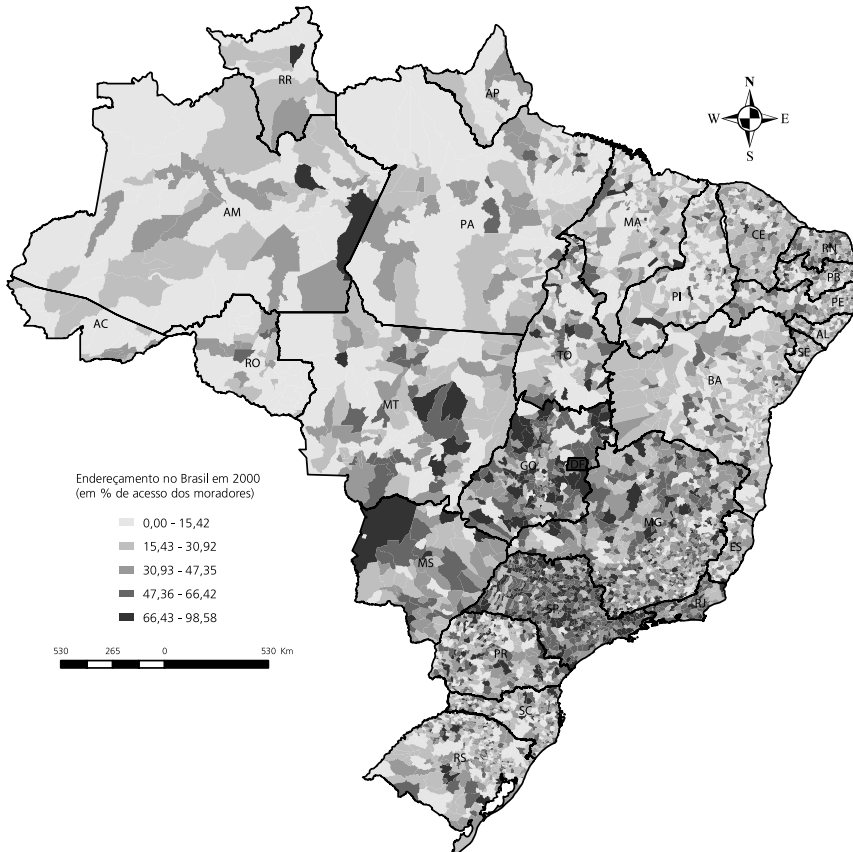 N
W E
S
RR
AP
AM
PA
MA
CE
RN
PB
PE
AL
SE
PI
AC
RO
TO
BA
MT
GO
DF
MG
ES
MS
SP
RJ
PR
SC
RS
Endereçamento no Brasil em 2000
(em % de acesso dos moradores)
0,00 - 15,42
15,43 - 30,92
30,93 - 47,35
47,36 - 66,42
66,43 - 98,58
530 265 0 530 Km